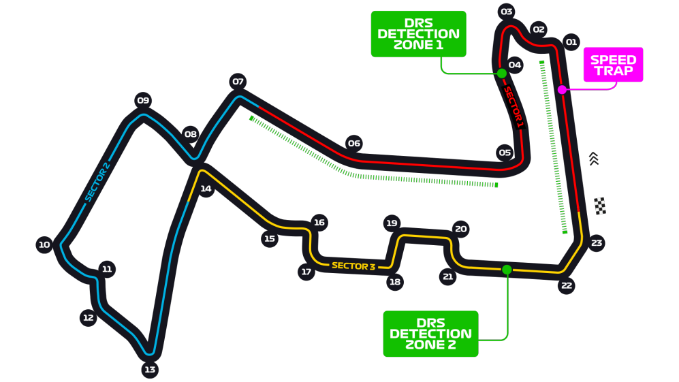 DRS
DETECTION
ZONE 1
03
02
01
SPEED
TRAP
04
07
09
SECTOR 1
08
06
05
SECTOR 2
14
10
11
12
13
15
16
17
SECTOR 3
18
19
20
21
22
23
DRS
DETECTION
ZONE 2